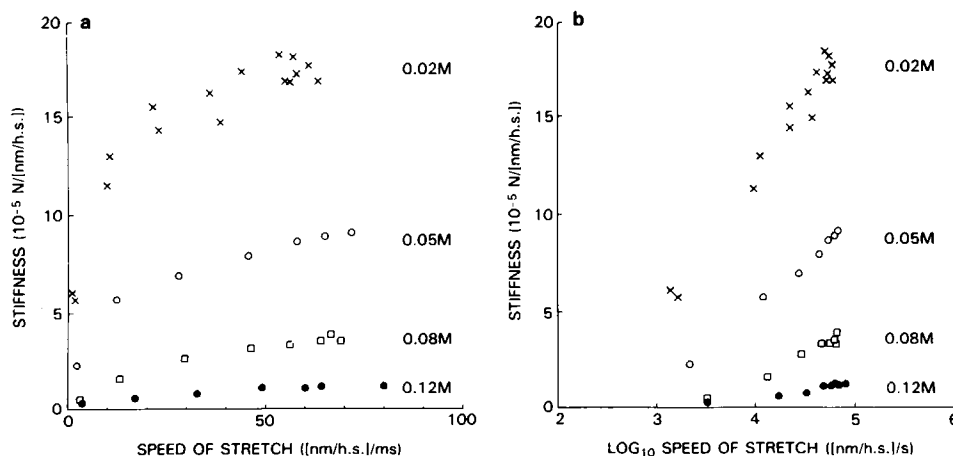 a
20
15
10
5
0
STIFFNESS (10⁻⁵ N/[nm/h.s.])
0.02M
0.05M
0.08M
0.12M
0
50
100
SPEED OF STRETCH ([nm/h.s.]/ms)
b
20
15
10
5
0
STIFFNESS (10⁻⁵ N/[nm/h.s.])
0.02M
0.05M
0.08M
0.12M
2
3
4
5
6
LOG₁₀ SPEED OF STRETCH ([nm/h.s.]/s)